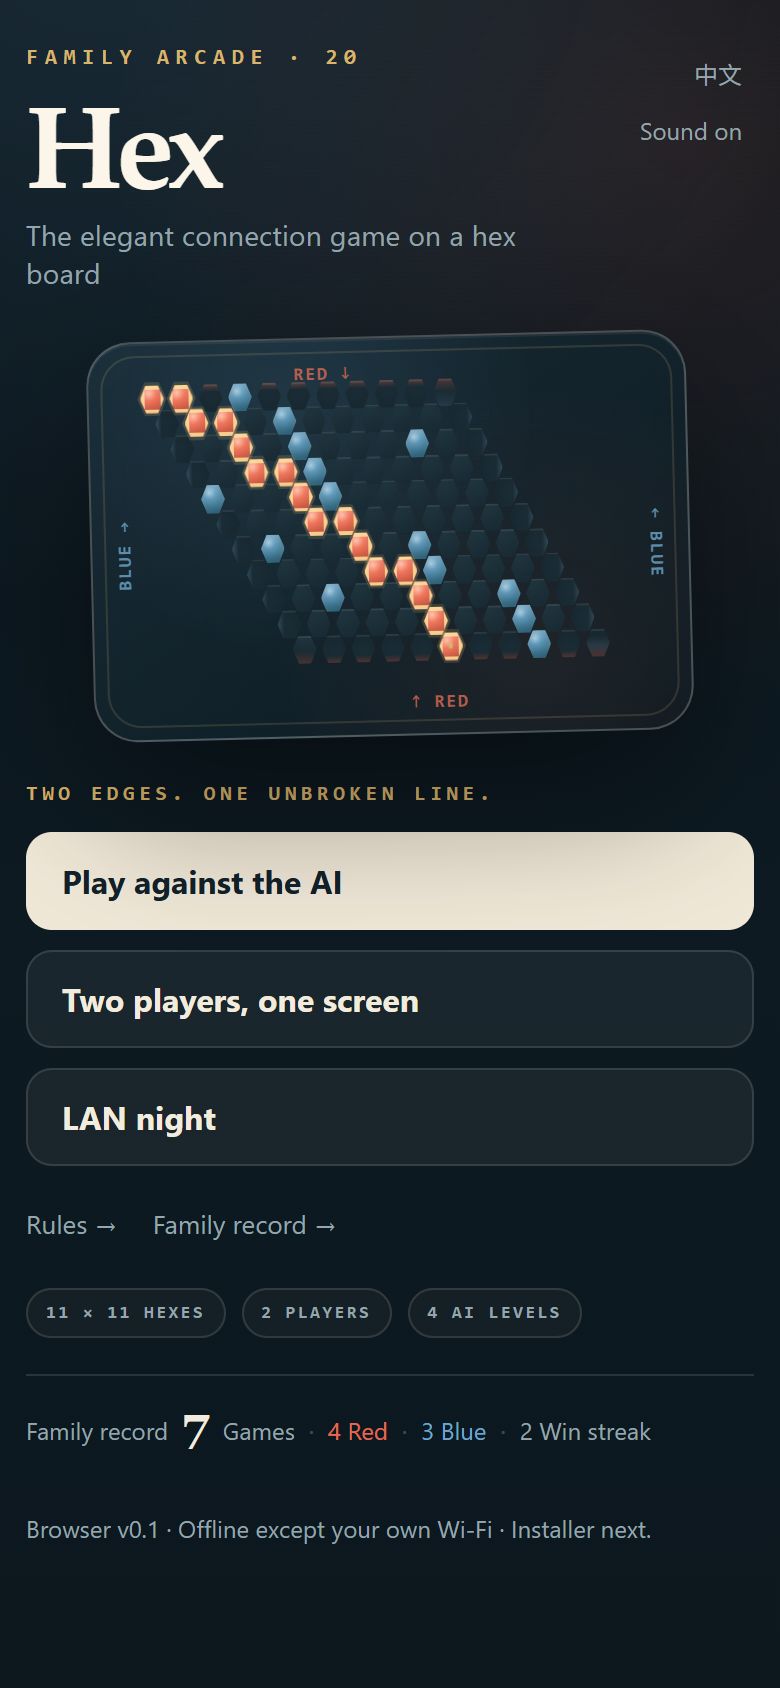 FAMILY ARCADE · 20
中文
Hex
Sound on
The elegant connection game on a hex
board
RED ↓
BLUE →
← BLUE
↑ RED
TWO EDGES. ONE UNBROKEN LINE.
Play against the AI
Two players, one screen
LAN night
Rules → Family record →
11 × 11 HEXES 2 PLAYERS 4 AI LEVELS
Family record 7 Games · 4 Red · 3 Blue · 2 Win streak
Browser v0.1 · Offline except your own Wi-Fi · Installer next.